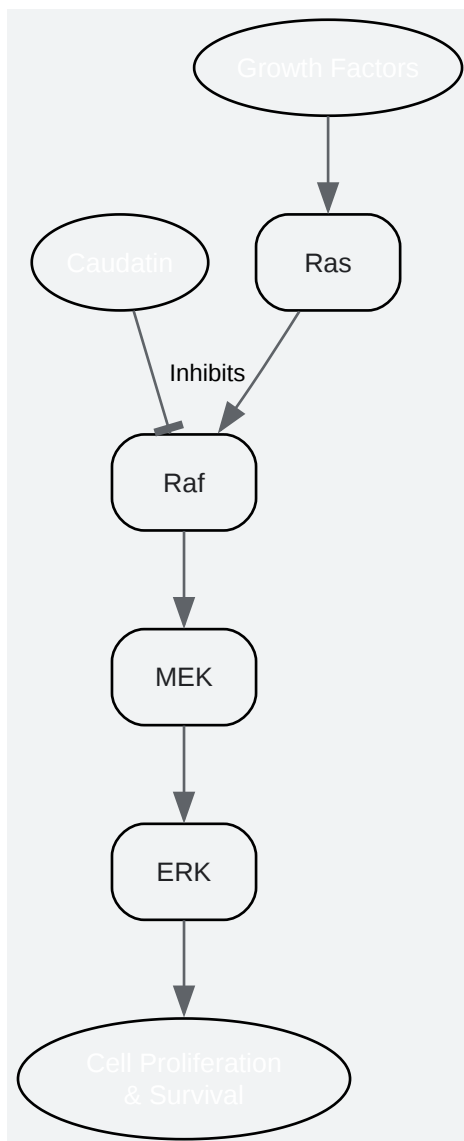 Growth Factors
Caudatin
Ras
Inhibits
Raf
MEK
ERK
Cell Proliferation
& Survival